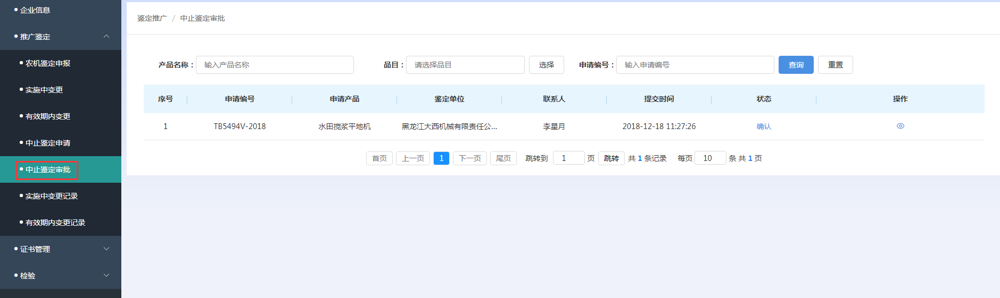 企业信息
推广鉴定
农机鉴定申报
实施中变更
有效期内变更
中止鉴定申请
中止鉴定审批
实施中变更记录
有效期内变更记录
证书管理
检验
鉴定推广 / 中止鉴定审批
产品名称： 输入产品名称 品目： 请选择品目 选择 申请编号： 输入申请编号 查询 重置
序号 申请编号 申请产品 鉴定单位 联系人 提交时间 状态 操作
1 TB5494V-2018 水田搅浆平地机 黑龙江大西机械有限责任公... 李星月 2018-12-18 11:27:26 确认
首页 上一页 1 下一页 尾页 跳转到 1 页 跳转 共 1 条记录 每页 10 条 共 1 页